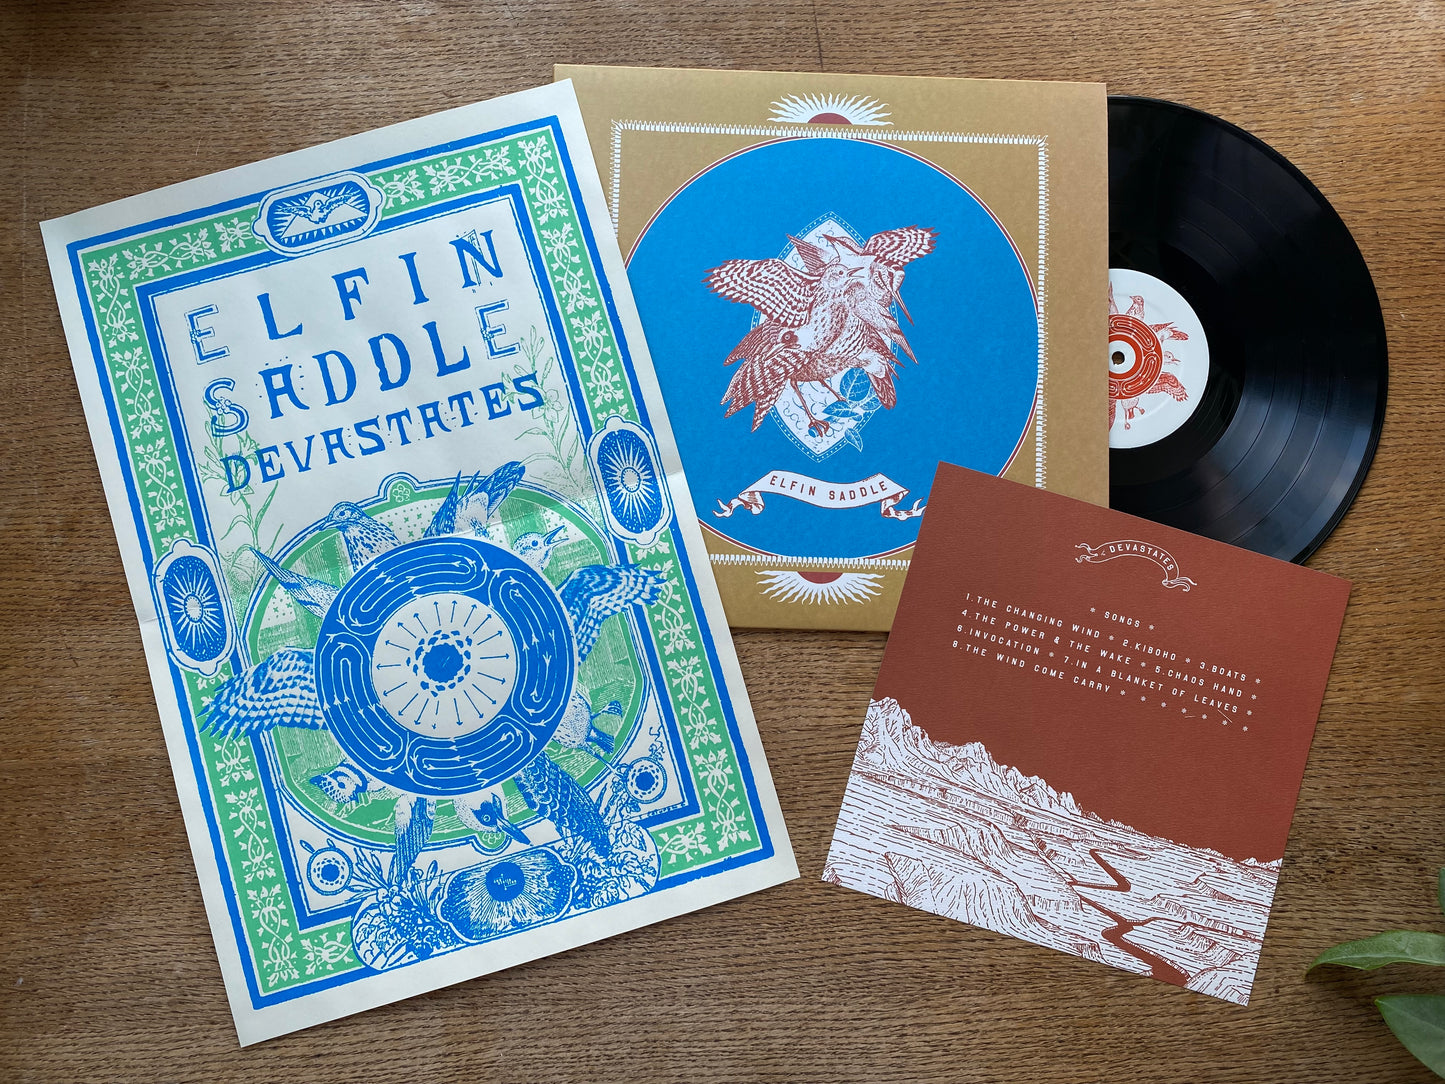 ELFIN
SADDLE
DEVASTATES
ELFIN SADDLE
DEVASTATES
* SONGS *
1.THE CHANGING WIND * 2.KIBOHO * 3.BOATS *
4.THE POWER & THE WAKE * 5.CHAOS HAND *
6.INVOCATION * 7.IN A BLANKET OF LEAVES *
8.THE WIND COME CARRY * * * * * * *